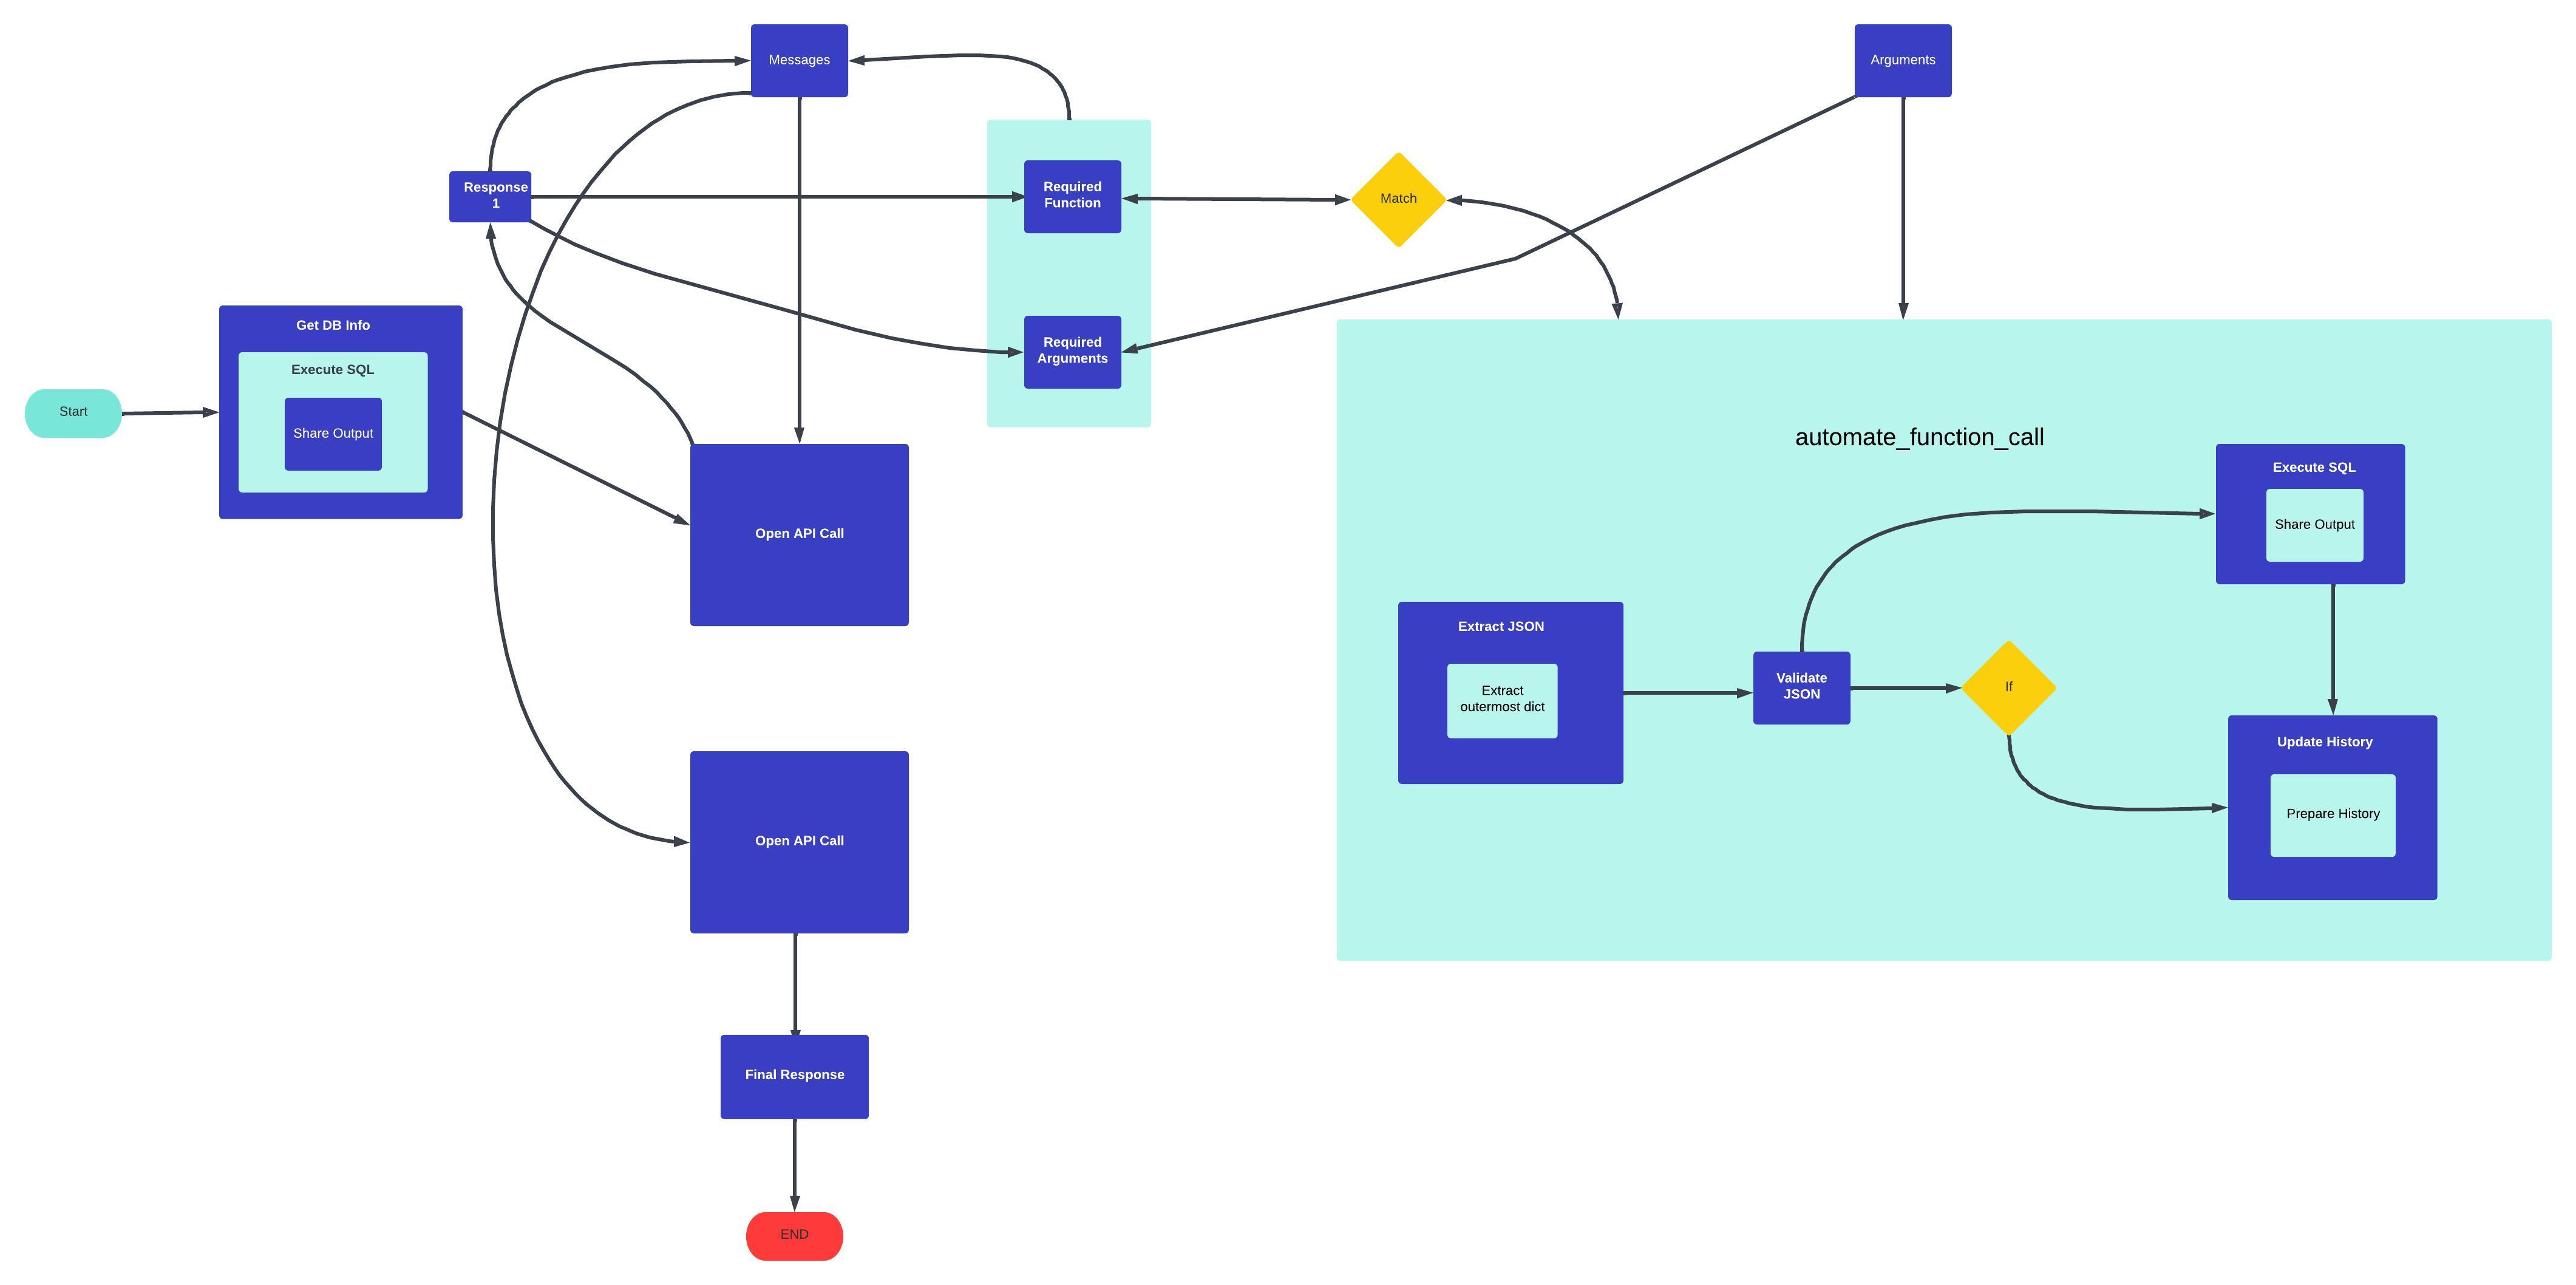 Messages
Arguments
Response
1
Required
Function
Match
Get DB Info
Execute SQL
Share Output
Required
Arguments
Start
automate_function_call
Execute SQL
Share Output
Open API Call
Extract JSON
Extract
outermost dict
Validate
JSON
If
Update History
Prepare History
Open API Call
Final Response
END